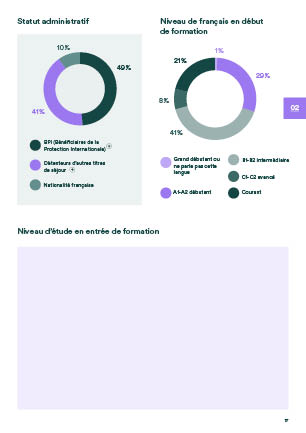 Statut administratif
10%
49%
41%
BPI (Bénéficiaires de la
Protection Internationale)
Détenteurs d'autres titres
de séjour
Nationalité française
Niveau de français en début
de formation
1%
21%
29%
8%
41%
Grand débutant ou
ne parle pas cette
langue
B1-B2 intermédiaire
C1-C2 avancé
A1-A2 débutant
Courant
02
Niveau d'étude en entrée de formation